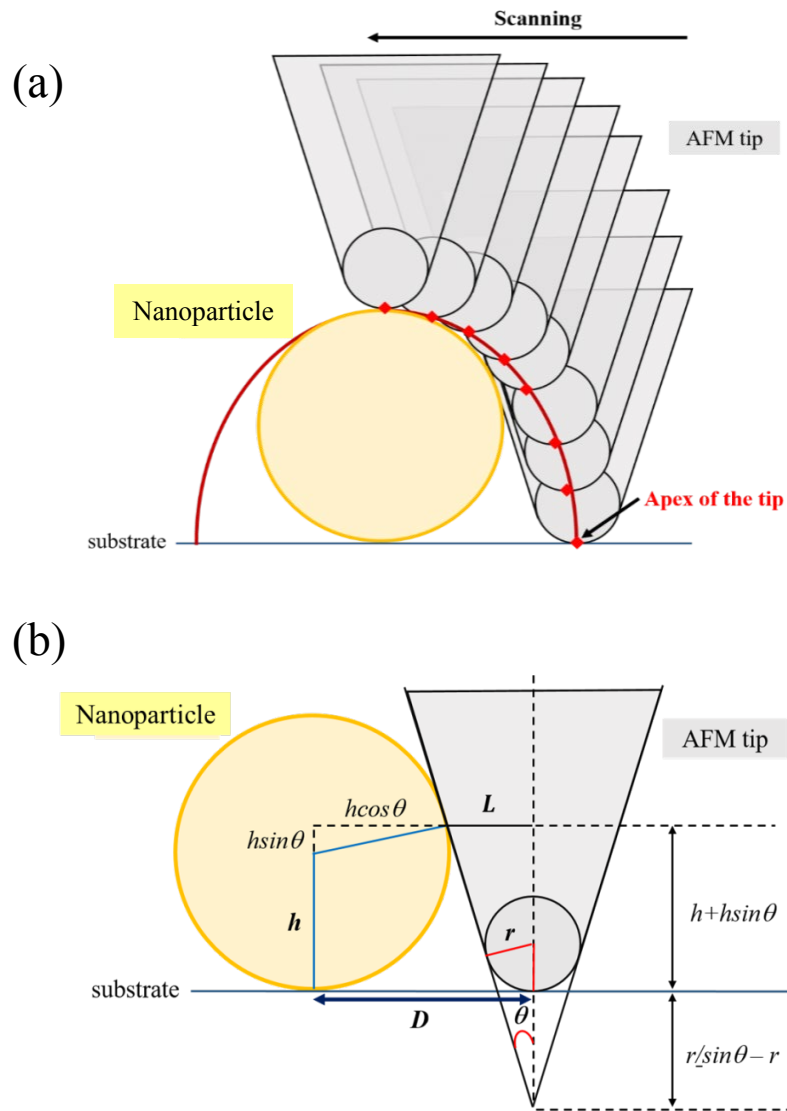 Scanning
(a)
AFM tip
Nanoparticle
Apex of the tip
substrate
(b)
Nanoparticle
AFM tip
hcosθ
L
hsinθ
h
r
h+hsinθ
substrate
D
θ
r/sinθ – r